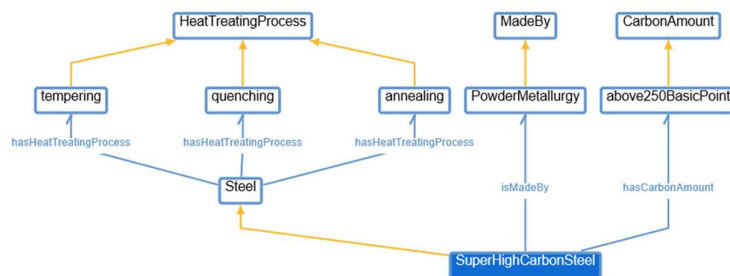 HeatTreatingProcess
MadeBy
CarbonAmount
tempering
quenching
annealing
PowderMetallurgy
above250BasicPoint
hasHeatTreatingProcess
hasHeatTreatingProcess
hasHeatTreatingProcess
Steel
isMadeBy
hasCarbonAmount
SuperHighCarbonSteel